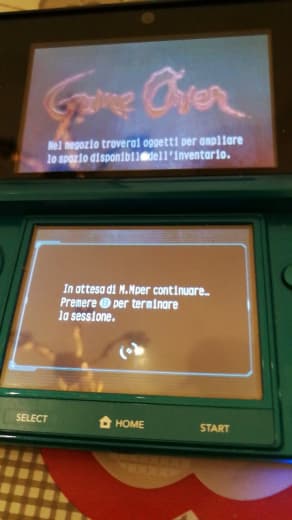 Game Over
Nel negozio troverai oggetti per ampliare
lo spazio disponibile dell'inventario.
In attesa di M.Mper continuare…
Premere B per terminare
la sessione.
SELECT
HOME
START